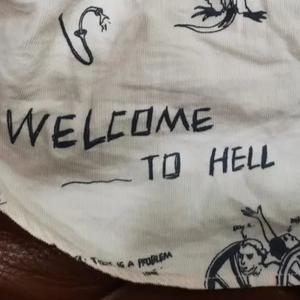 WELCOME
TO HELL
IS A PROBLEM